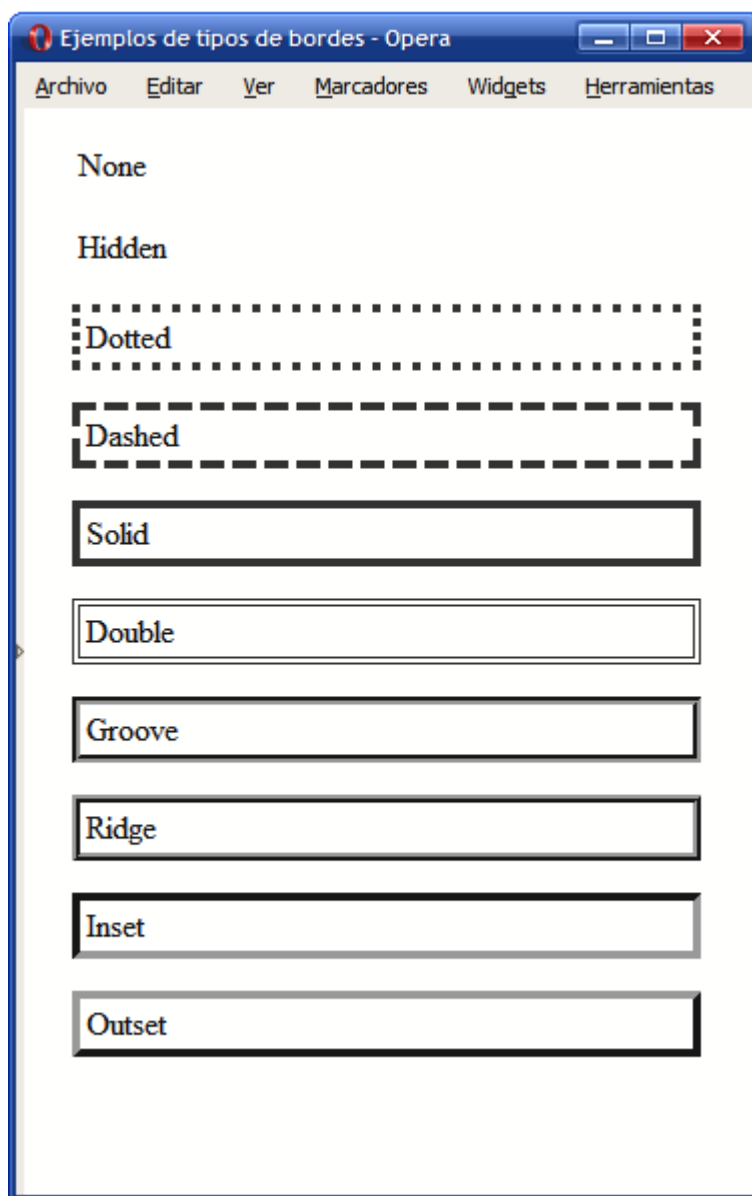 Ejemplos de tipos de bordes - Opera
Archivo Editar Ver Marcadores Widgets Herramientas
None
Hidden
Dotted
Dashed
Solid
Double
Groove
Ridge
Inset
Outset